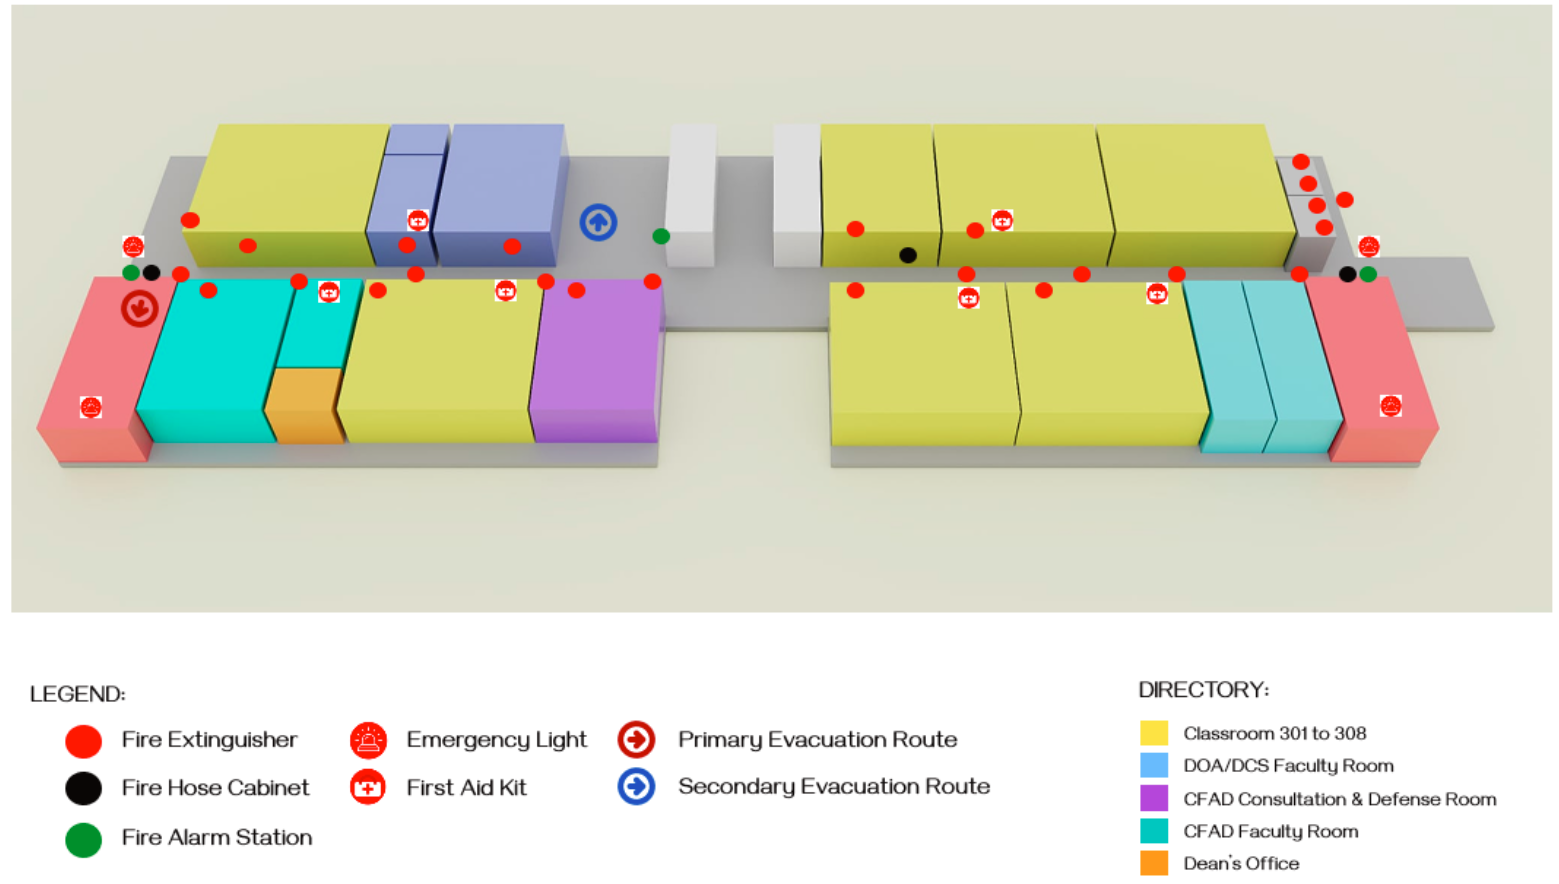 LEGEND:
Fire Extinguisher
Fire Hose Cabinet
Fire Alarm Station
Emergency Light
First Aid Kit
Primary Evacuation Route
Secondary Evacuation Route
DIRECTORY:
Classroom 301 to 308
DOA/DCS Faculty Room
CFAD Consultation & Defense Room
CFAD Faculty Room
Dean's Office